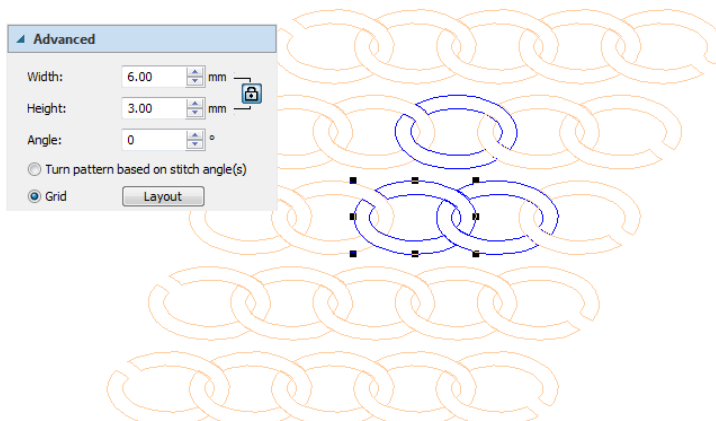 Advanced
Width: 6.00 mm
Height: 3.00 mm
Angle: 0 °
Turn pattern based on stitch angle(s)
Grid Layout